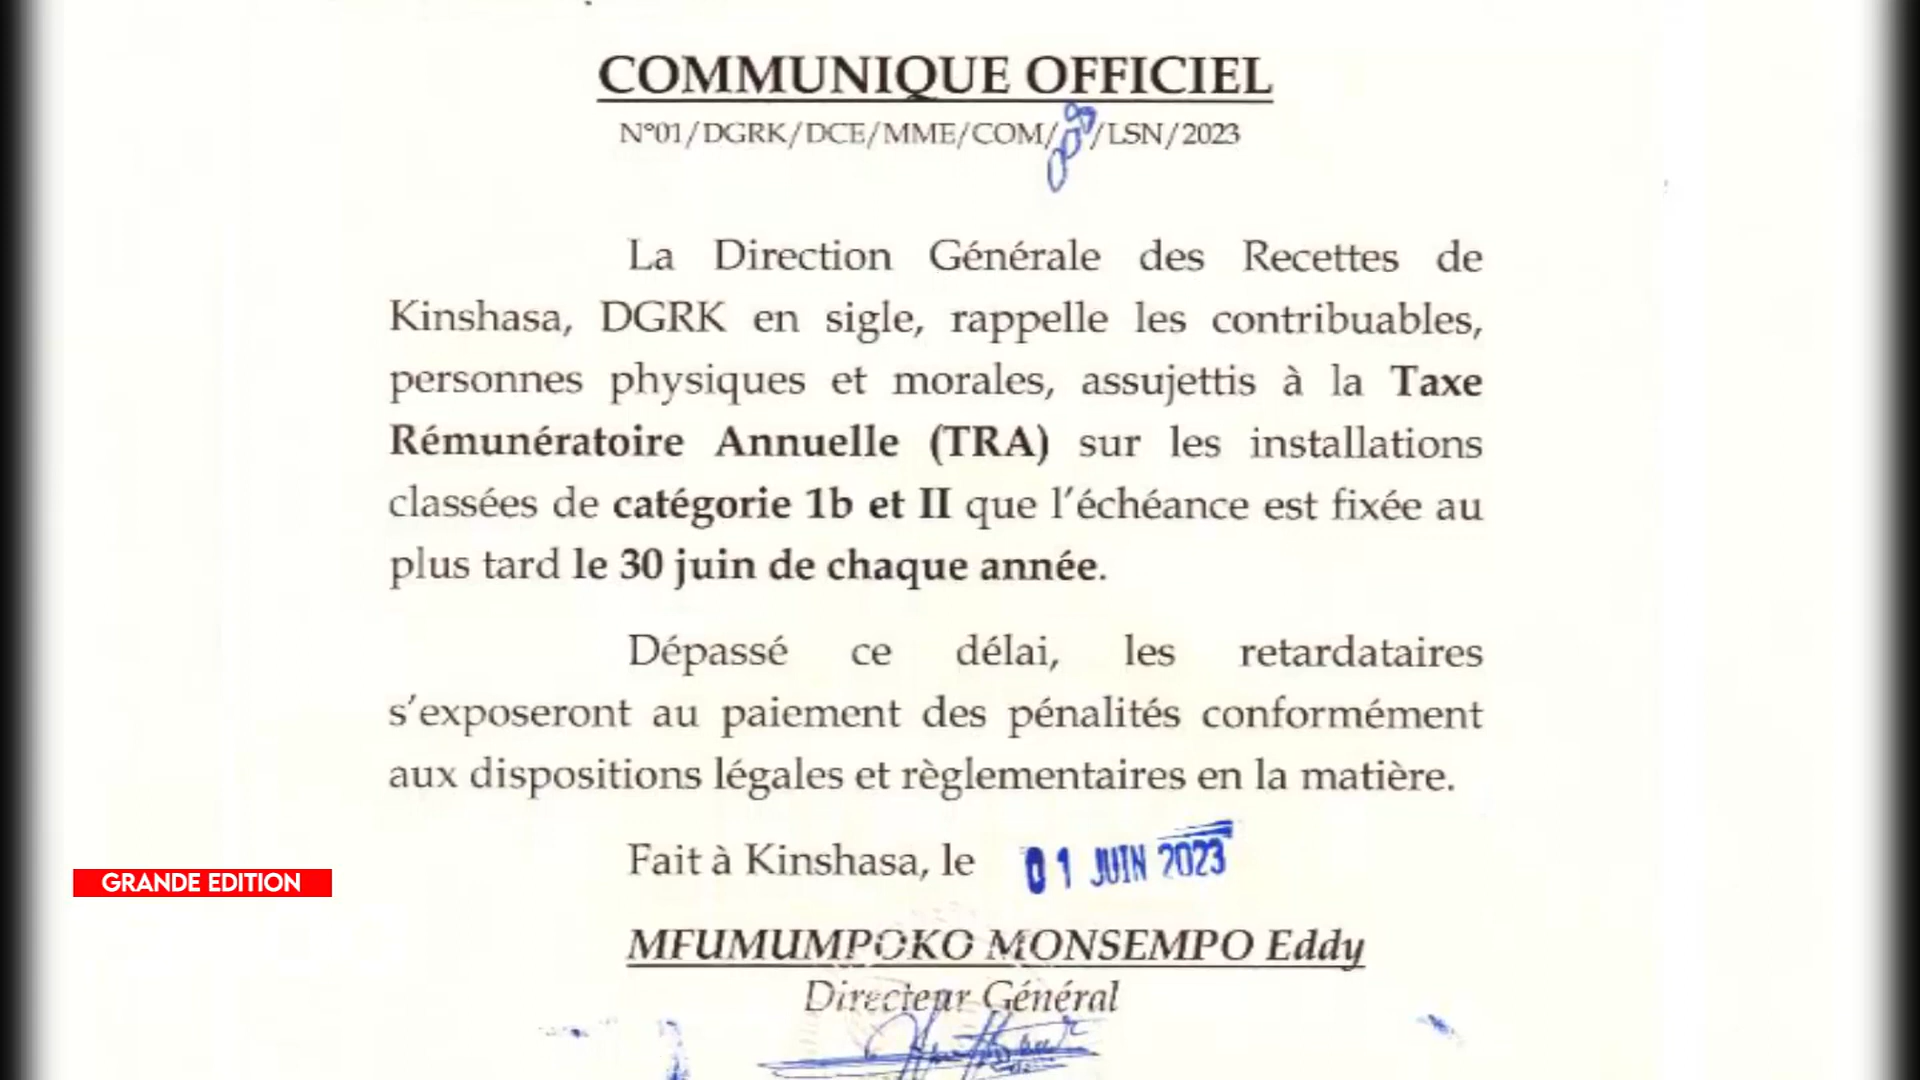 COMMUNIQUE OFFICIEL
N°01/DGRK/DCE/MME/COM/ /LSN/2023
La Direction Générale des Recettes de
Kinshasa, DGRK en sigle, rappelle les contribuables,
personnes physiques et morales, assujettis à la Taxe
Rémunératoire Annuelle (TRA) sur les installations
classées de catégorie 1b et II que l'échéance est fixée au
plus tard le 30 juin de chaque année.
Dépassé ce délai, les retardataires
s'exposeront au paiement des pénalités conformément
aux dispositions légales et règlementaires en la matière.
Fait à Kinshasa, le 01 JUIN 2023
GRANDE EDITION
MFUMUMPOKO MONSEMPO Eddy
Directeur Général